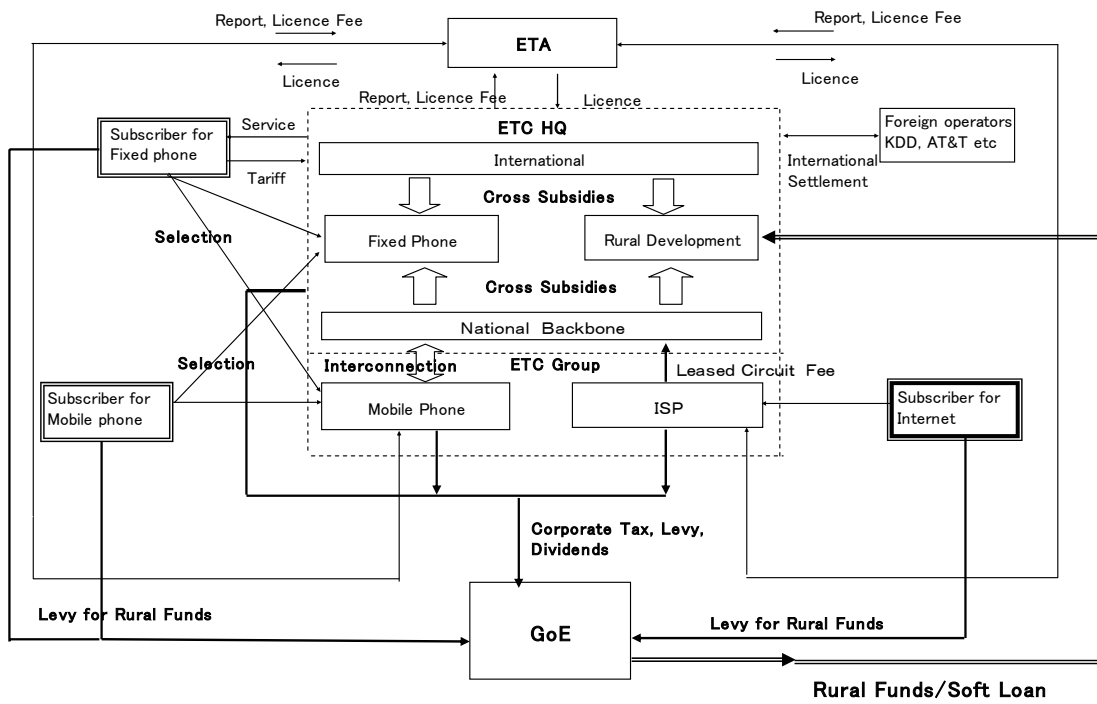 Report, Licence Fee
Report, Licence Fee
ETA
Licence
Licence
Report, Licence Fee
Licence
Service
ETC HQ
Subscriber for
Fixed phone
Foreign operators
KDD, AT&T etc
International
International
Settlement
Tariff
Cross Subsidies
Selection
Fixed Phone
Rural Development
Cross Subsidies
National Backbone
Selection
Interconnection
ETC Group
Leased Circuit Fee
Subscriber for
Mobile phone
Mobile Phone
ISP
Subscriber for
Internet
Corporate Tax, Levy,
Dividends
Levy for Rural Funds
GoE
Levy for Rural Funds
Rural Funds/Soft Loan